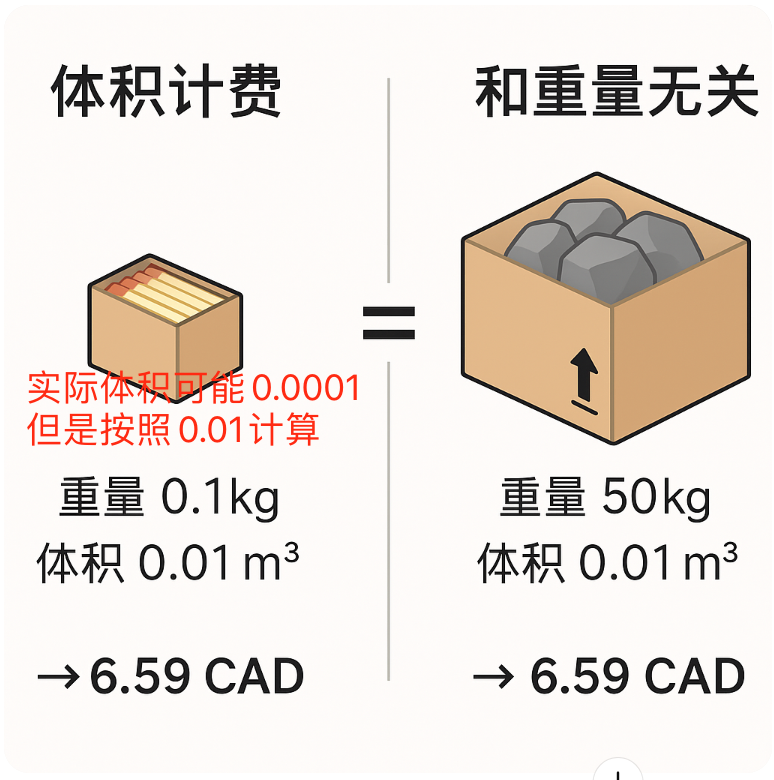 体积计费
和重量无关
=
实际体积可能0.0001
但是按照0.01计算
重量 0.1kg
体积 0.01 m³
→ 6.59 CAD
重量 50kg
体积 0.01 m³
→ 6.59 CAD